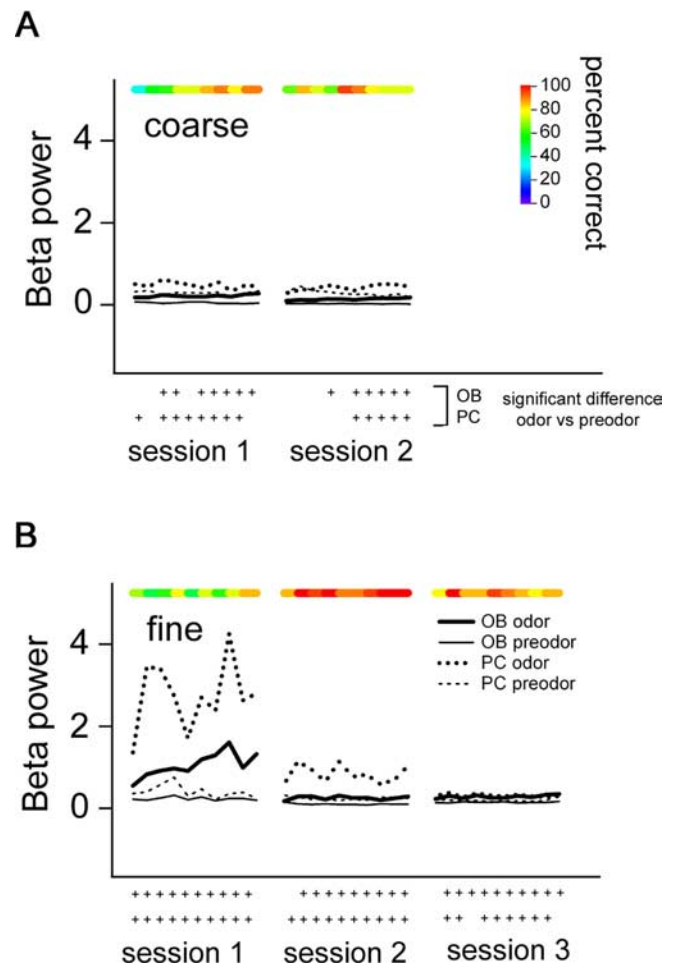 A
coarse
Beta power
4
2
0
percent correct
100
80
60
40
20
0
+ + + + + + + + + + + + + + OB significant difference
+ + + + + + + + + + + + + PC odor vs preodor
session 1 session 2
B
fine
Beta power
4
2
0
OB odor
OB preodor
PC odor
PC preodor
+ + + + + + + + + + + + + + + + + + + + + + + + + + + + +
+ + + + + + + + + + + + + + + + + + + + + + + + + + + +
session 1 session 2 session 3